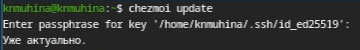 knmuhina@knmuhina:~$ chezmoi update
Enter passphrase for key '/home/knmuhina/.ssh/id_ed25519':
Уже актуально.